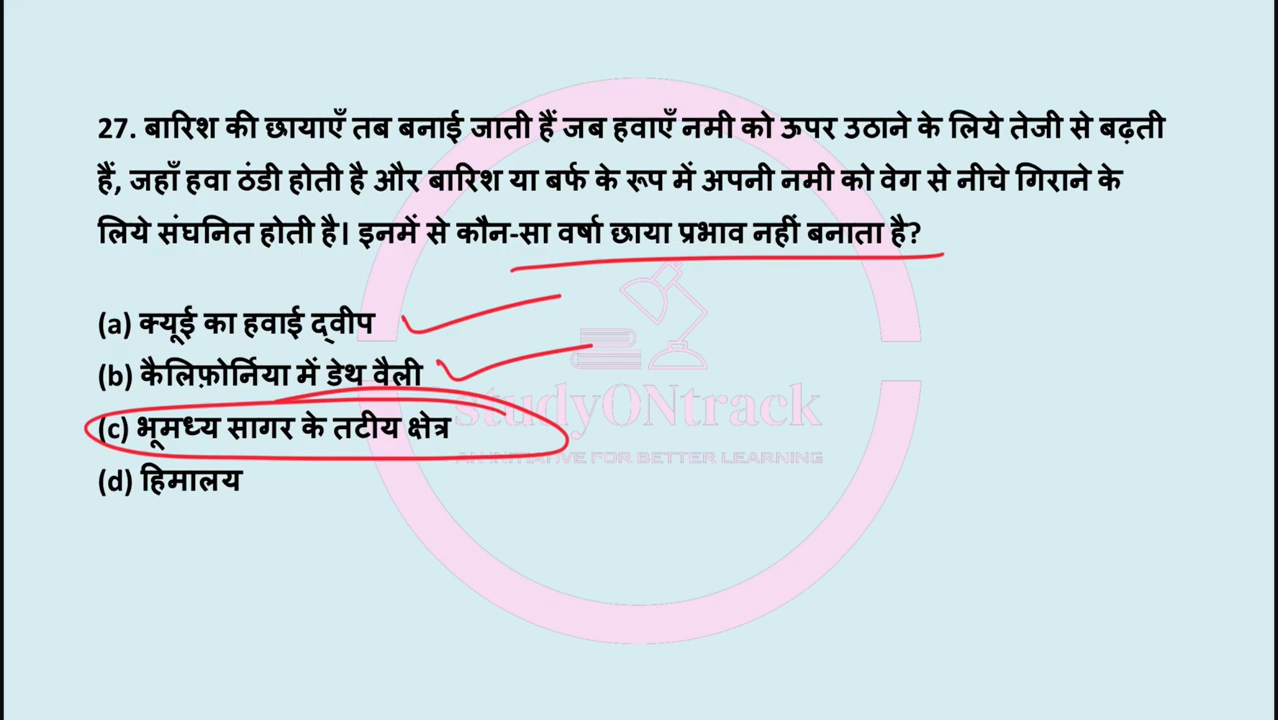 27. बारिश की छायाएँ तब बनाई जाती हैं जब हवाएँ नमी को ऊपर उठाने के लिये तेजी से बढ़ती
हैं, जहाँ हवा ठंडी होती है और बारिश या बर्फ के रूप में अपनी नमी को वेग से नीचे गिराने के
लिये संघनित होती है। इनमें से कौन-सा वर्षा छाया प्रभाव नहीं बनाता है?
(a) क्यूई का हवाई द्वीप
(b) कैलिफ़ोर्निया में डेथ वैली
studyONtrack
(c) भूमध्य सागर के तटीय क्षेत्र
AN INITIATIVE FOR BETTER LEARNING
(d) हिमालय